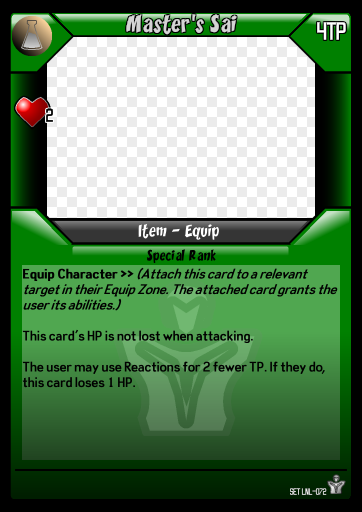 Master's Sai
4TP
2
Item - Equip
Special Rank
Equip Character >> (Attach this card to a relevant
target in their Equip Zone. The attached card grants the
user its abilities.)
This card's HP is not lost when attacking.
The user may use Reactions for 2 fewer TP. If they do,
this card loses 1 HP.
SET LNL-072